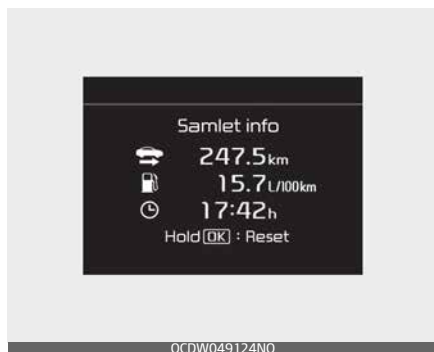 Samlet info
247.5km
15.7L/100km
17:42h
Hold OK : Reset
OCDW049124NO